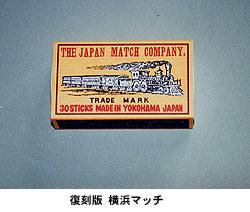 THE JAPAN MATCH COMPANY.
TRADE MARK
30 STICKS MADE IN YOKOHAMA JAPAN
復刻版 横浜マッチ